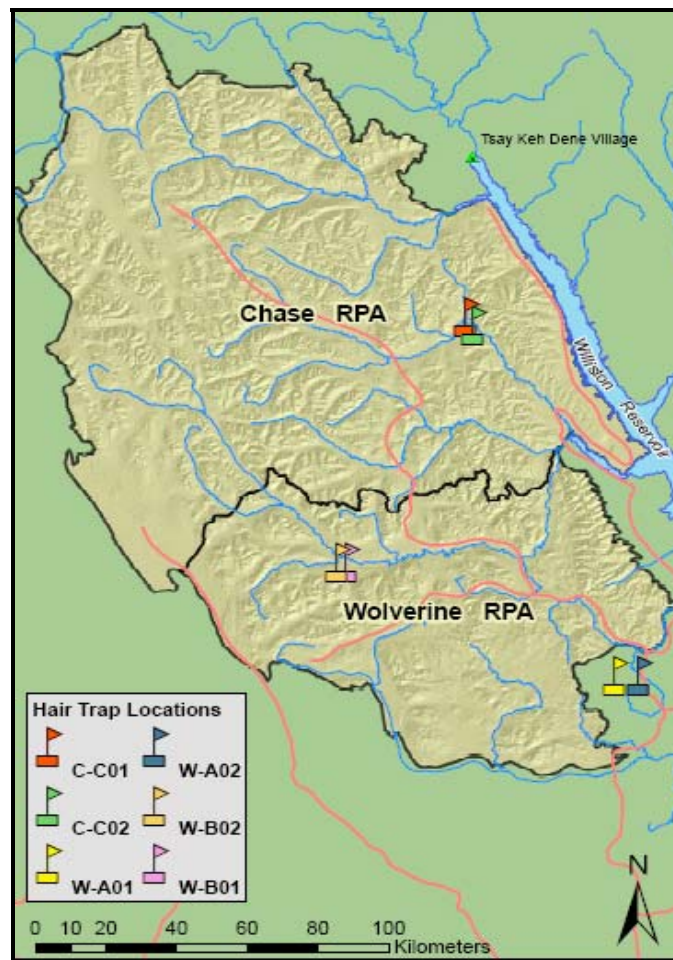 Tsay Keh Dene Village
Chase RPA
Williston Reservoir
Wolverine RPA
Hair Trap Locations
C-C01
W-A02
C-C02
W-B02
W-A01
W-B01
N
0 10 20 40 60 80 100
Kilometers